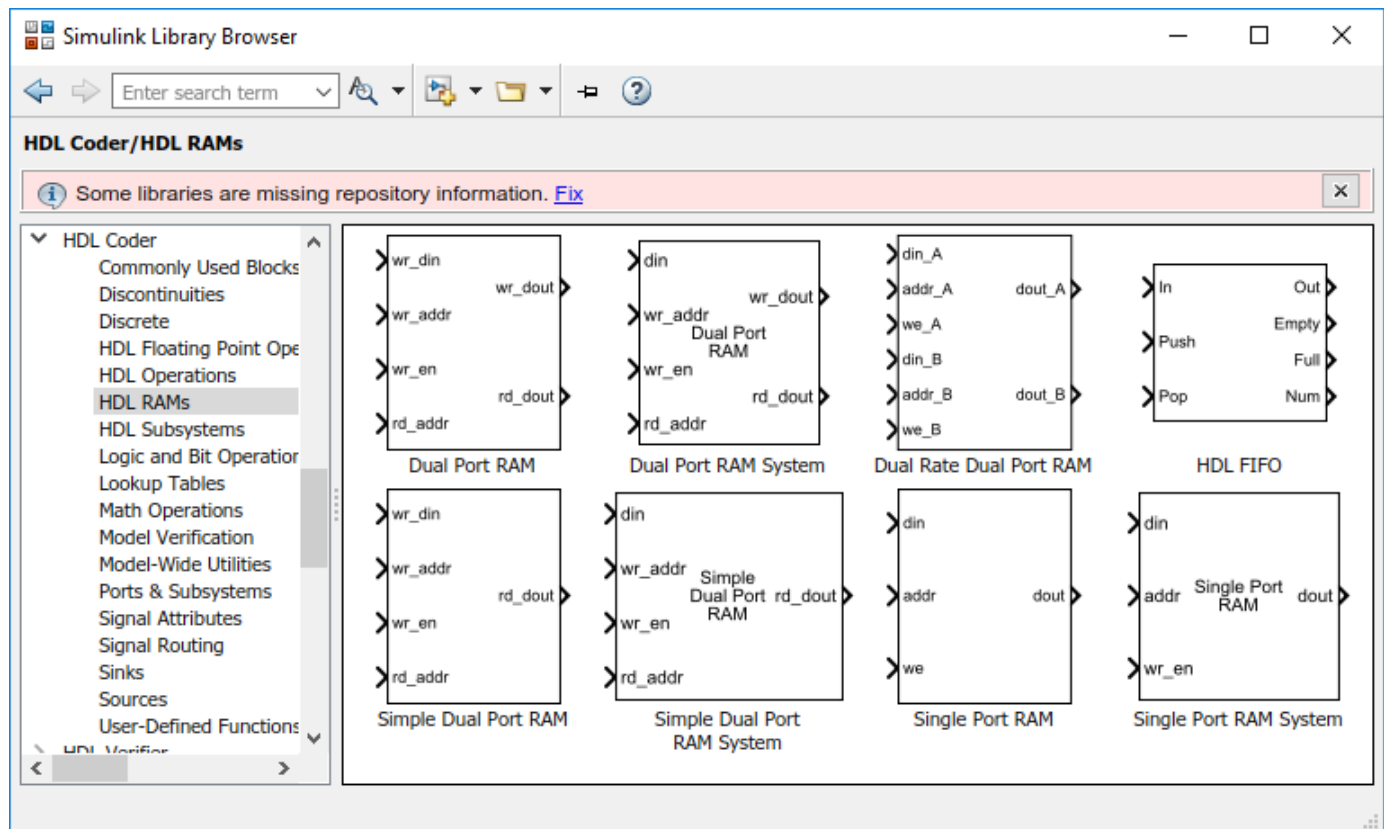 Simulink Library Browser
Enter search term
HDL Coder/HDL RAMs
Some libraries are missing repository information. Fix
HDL Coder
Commonly Used Blocks
Discontinuities
Discrete
HDL Floating Point Ope
HDL Operations
HDL RAMs
HDL Subsystems
Logic and Bit Operation
Lookup Tables
Math Operations
Model Verification
Model-Wide Utilities
Ports & Subsystems
Signal Attributes
Signal Routing
Sinks
Sources
User-Defined Functions
HDL Verifier
wr_din
wr_addr
wr_en
rd_addr
wr_dout
rd_dout
Dual Port RAM
din
wr_addr
wr_en
rd_addr
Dual Port
RAM
wr_dout
rd_dout
Dual Port RAM System
din_A
addr_A
we_A
din_B
addr_B
we_B
dout_A
dout_B
Dual Rate Dual Port RAM
In
Push
Pop
Out
Empty
Full
Num
HDL FIFO
wr_din
wr_addr
wr_en
rd_addr
rd_dout
Simple Dual Port RAM
din
wr_addr
wr_en
rd_addr
Simple
Dual Port
RAM
rd_dout
Simple Dual Port
RAM System
din
addr
we
dout
Single Port RAM
din
addr
wr_en
Single Port
RAM
dout
Single Port RAM System